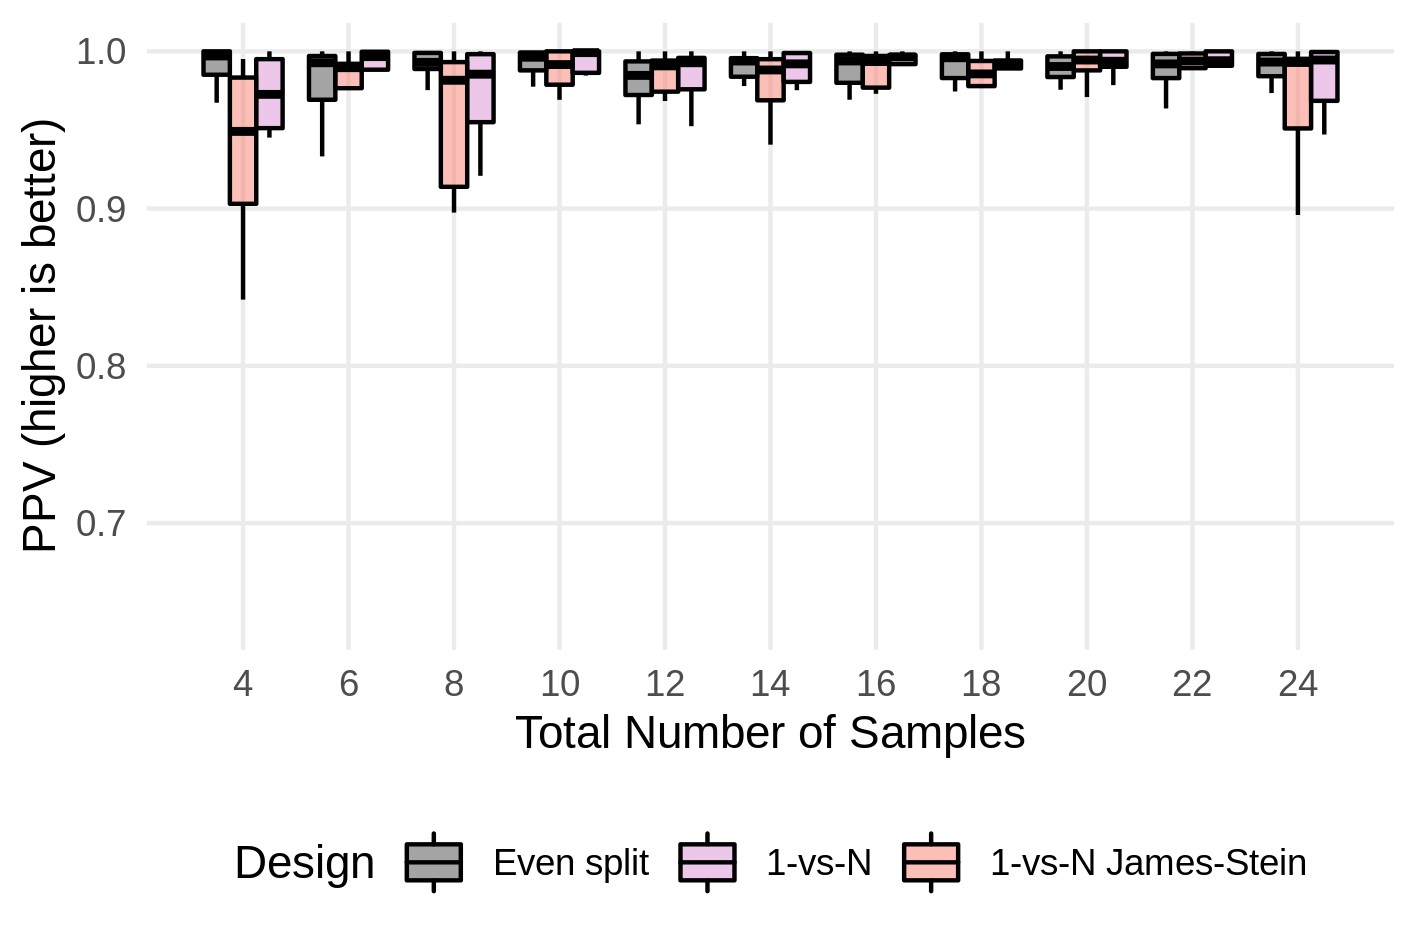 PPV (higher is better)
1.0
0.9
0.8
0.7
4 6 8 10 12 14 16 18 20 22 24
Total Number of Samples
Design Even split 1-vs-N 1-vs-N James-Stein